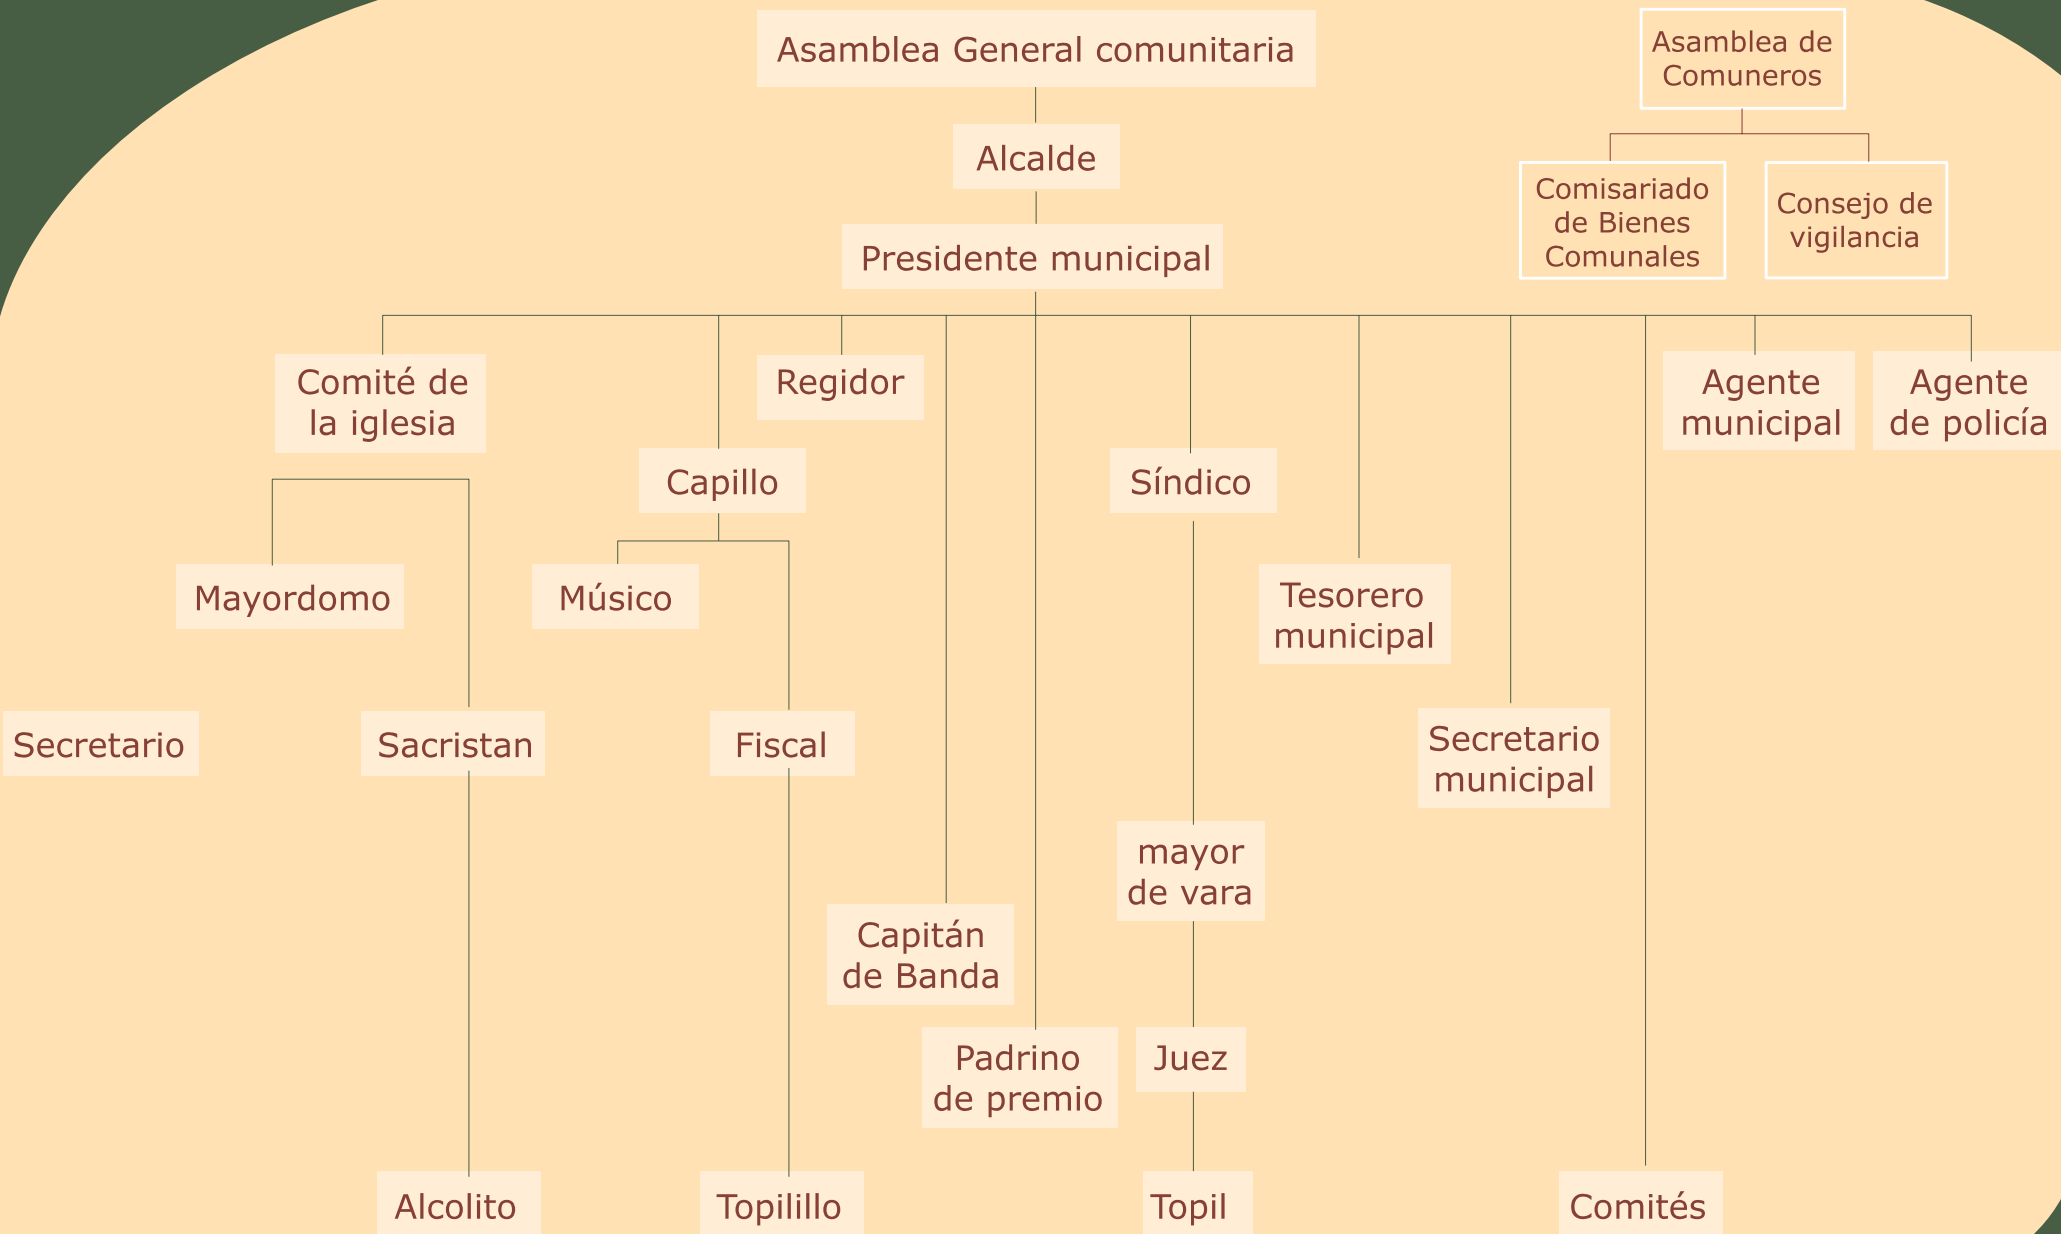 Asamblea General comunitaria
Asamblea de
Comuneros
Alcalde
Presidente municipal
Comisariado
de Bienes
Comunales
Consejo de
vigilancia
Comité de
la iglesia
Regidor
Agente
municipal
Agente
de policía
Capillo
Síndico
Mayordomo
Músico
Tesorero
municipal
Secretario
Sacristan
Fiscal
Secretario
municipal
mayor
de vara
Capitán
de Banda
Padrino
de premio
Juez
Alcolito
Topilillo
Topil
Comités